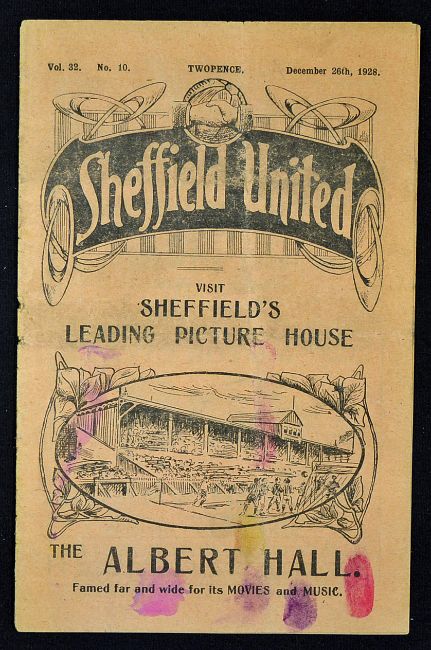 Vol. 32. No. 10. TWOPENCE. December 26th, 1928.
Sheffield United
VISIT
SHEFFIELD'S
LEADING PICTURE HOUSE
THE ALBERT HALL.
Famed far and wide for its MOVIES and MUSIC.